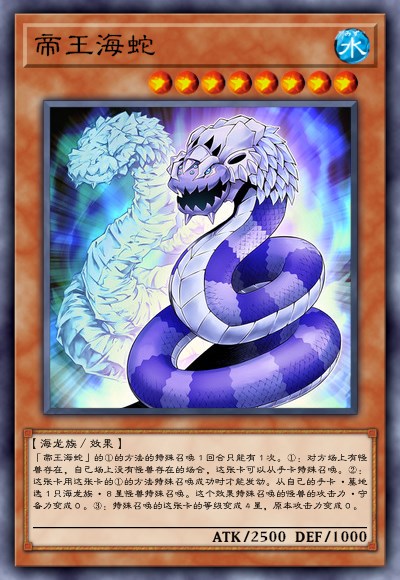 帝王海蛇
水
【海龙族／效果】
「帝王海蛇」的①的方法的特殊召唤1回合只能有1次。①：对方场上有怪
兽存在，自己场上没有怪兽存在的场合，这张卡可以从手卡特殊召唤。②：
这张卡用这张卡的①的方法特殊召唤成功时才能发动。从自己的手卡・墓地
选1只海龙族・8星怪兽特殊召唤。这个效果特殊召唤的怪兽的攻击力・守
备力变成0。③：特殊召唤的这张卡的等级变成4星，原本攻击力变成0。
ATK/2500 DEF/1000